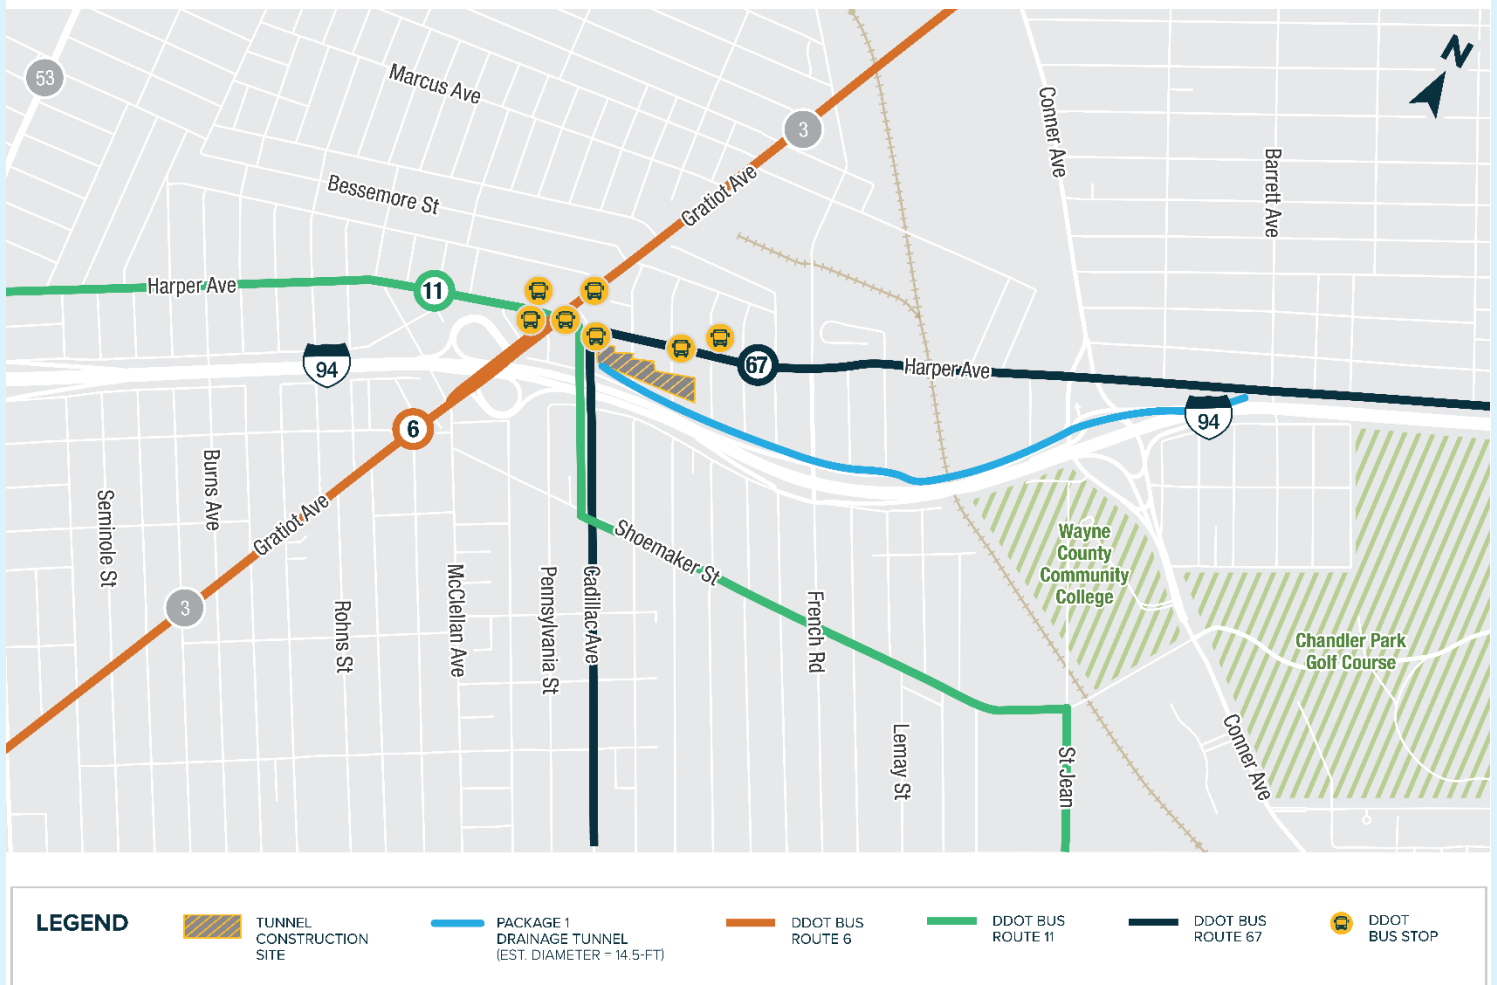 53
Marcus Ave
3
Conner Ave
N
Barrett Ave
Bessemore St
Gratiot Ave
Harper Ave
11
94
67
Harper Ave
94
6
Burns Ave
Seminole St
Gratiot Ave
Shoemaker St
Wayne
County
Community
College
McClellan Ave
Pennsylvania St
Cadillac Ave
French Rd
3
Rohns St
Chandler Park
Golf Course
Lemay St
St Jean
Conner Ave
LEGEND
TUNNEL
CONSTRUCTION
SITE
PACKAGE 1
DRAINAGE TUNNEL
(EST. DIAMETER = 14.5-FT)
DDOT BUS
ROUTE 6
DDOT BUS
ROUTE 11
DDOT BUS
ROUTE 67
DDOT
BUS STOP